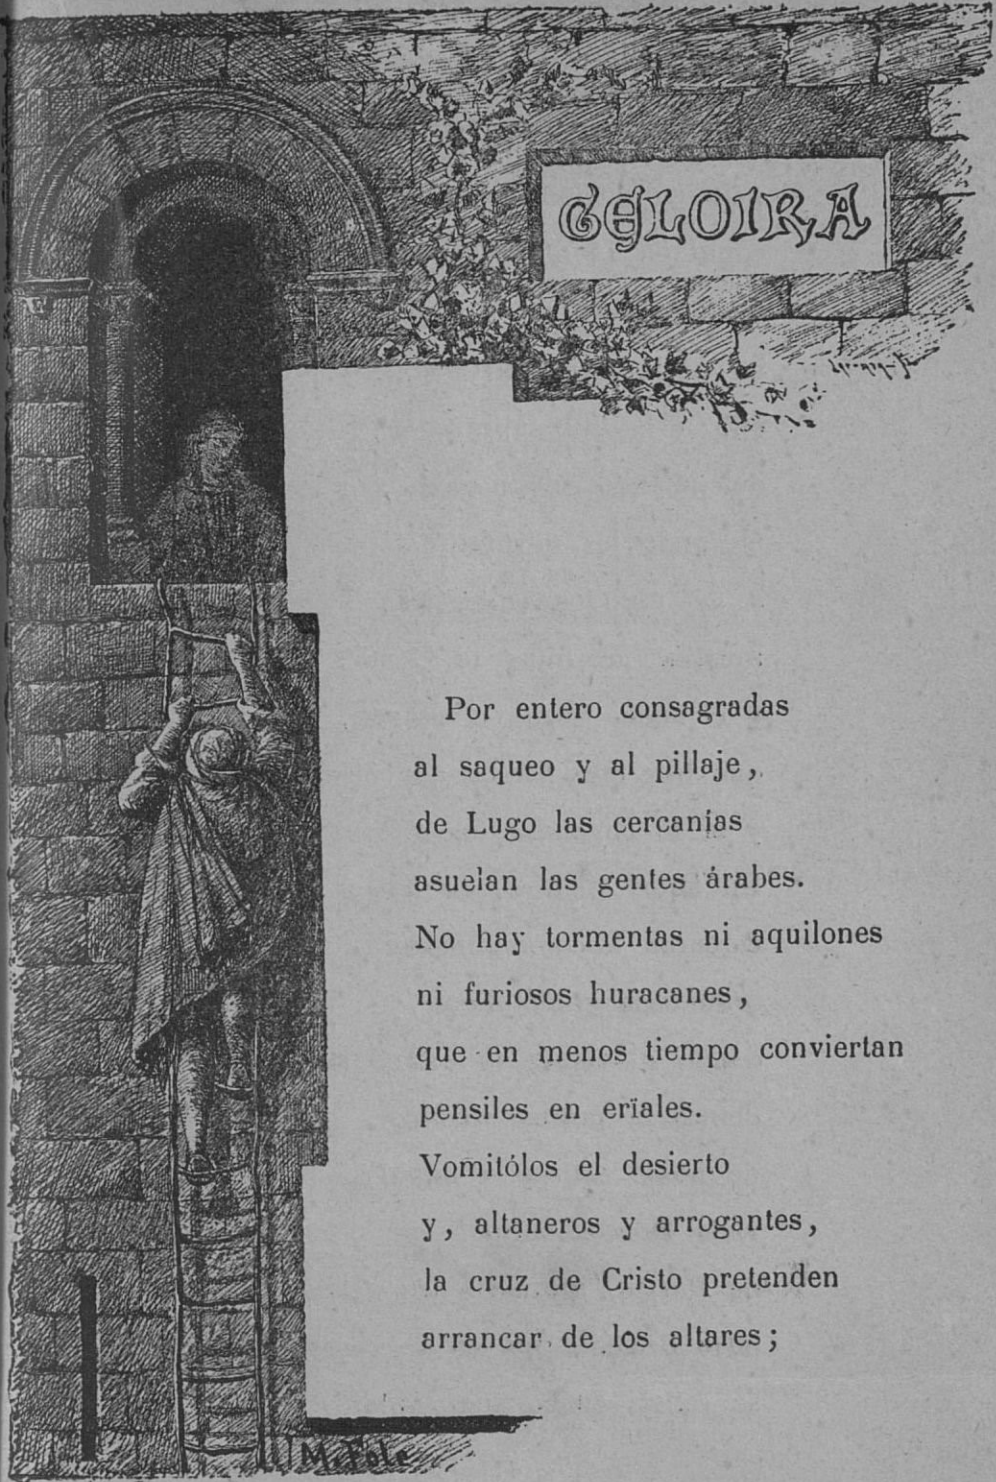 GELOIRA
Por entero consagradas
al saqueo y al pillaje,
de Lugo las cercanías
asuelan las gentes árabes.
No hay tormentas ni aquilones
ni furiosos huracanes,
que en menos tiempo conviertan
pensiles en erïales.
Vomitólos el desierto
y, altaneros y arrogantes,
la cruz de Cristo pretenden
arrancar de los altares;
M. Fole